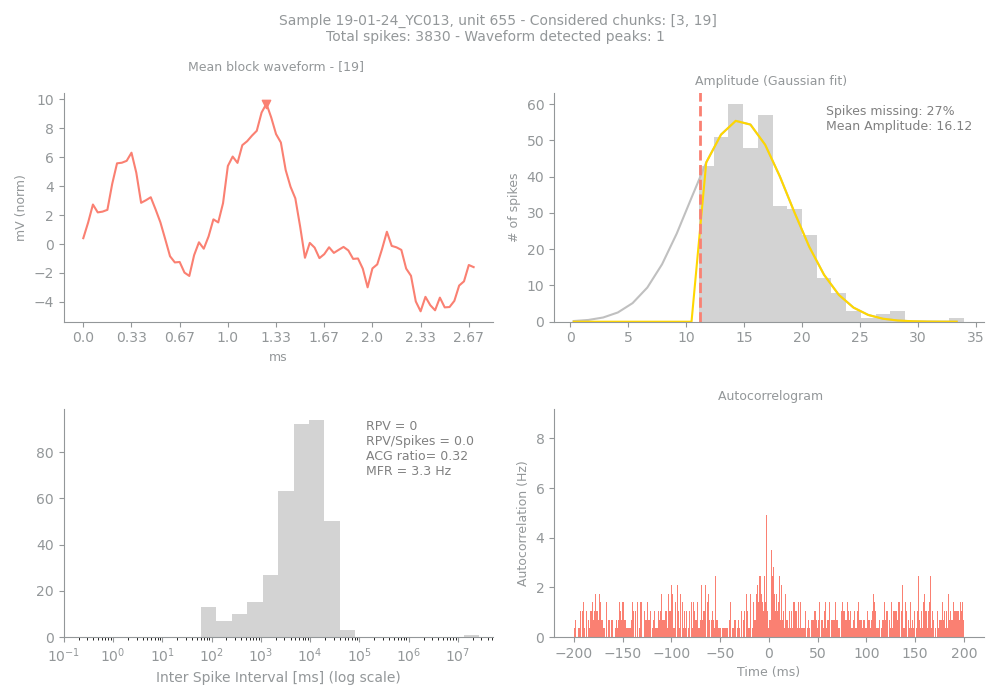 Sample 19-01-24_YC013, unit 655 - Considered chunks: [3, 19]
Total spikes: 3830 - Waveform detected peaks: 1
Mean block waveform - [19]
10
8
6
4
2
0
−2
−4
mV (norm)
0.0 0.33 0.67 1.0 1.33 1.67 2.0 2.33 2.67
ms
Amplitude (Gaussian fit)
Spikes missing: 27%
Mean Amplitude: 16.12
60
50
40
30
20
10
0
# of spikes
0 5 10 15 20 25 30 35
RPV = 0
RPV/Spikes = 0.0
ACG ratio= 0.32
MFR = 3.3 Hz
80
60
40
20
0
10−1 100 101 102 103 104 105 106 107
Inter Spike Interval [ms] (log scale)
Autocorrelogram
8
6
4
2
0
Autocorrelation (Hz)
−200 −150 −100 −50 0 50 100 150 200
Time (ms)